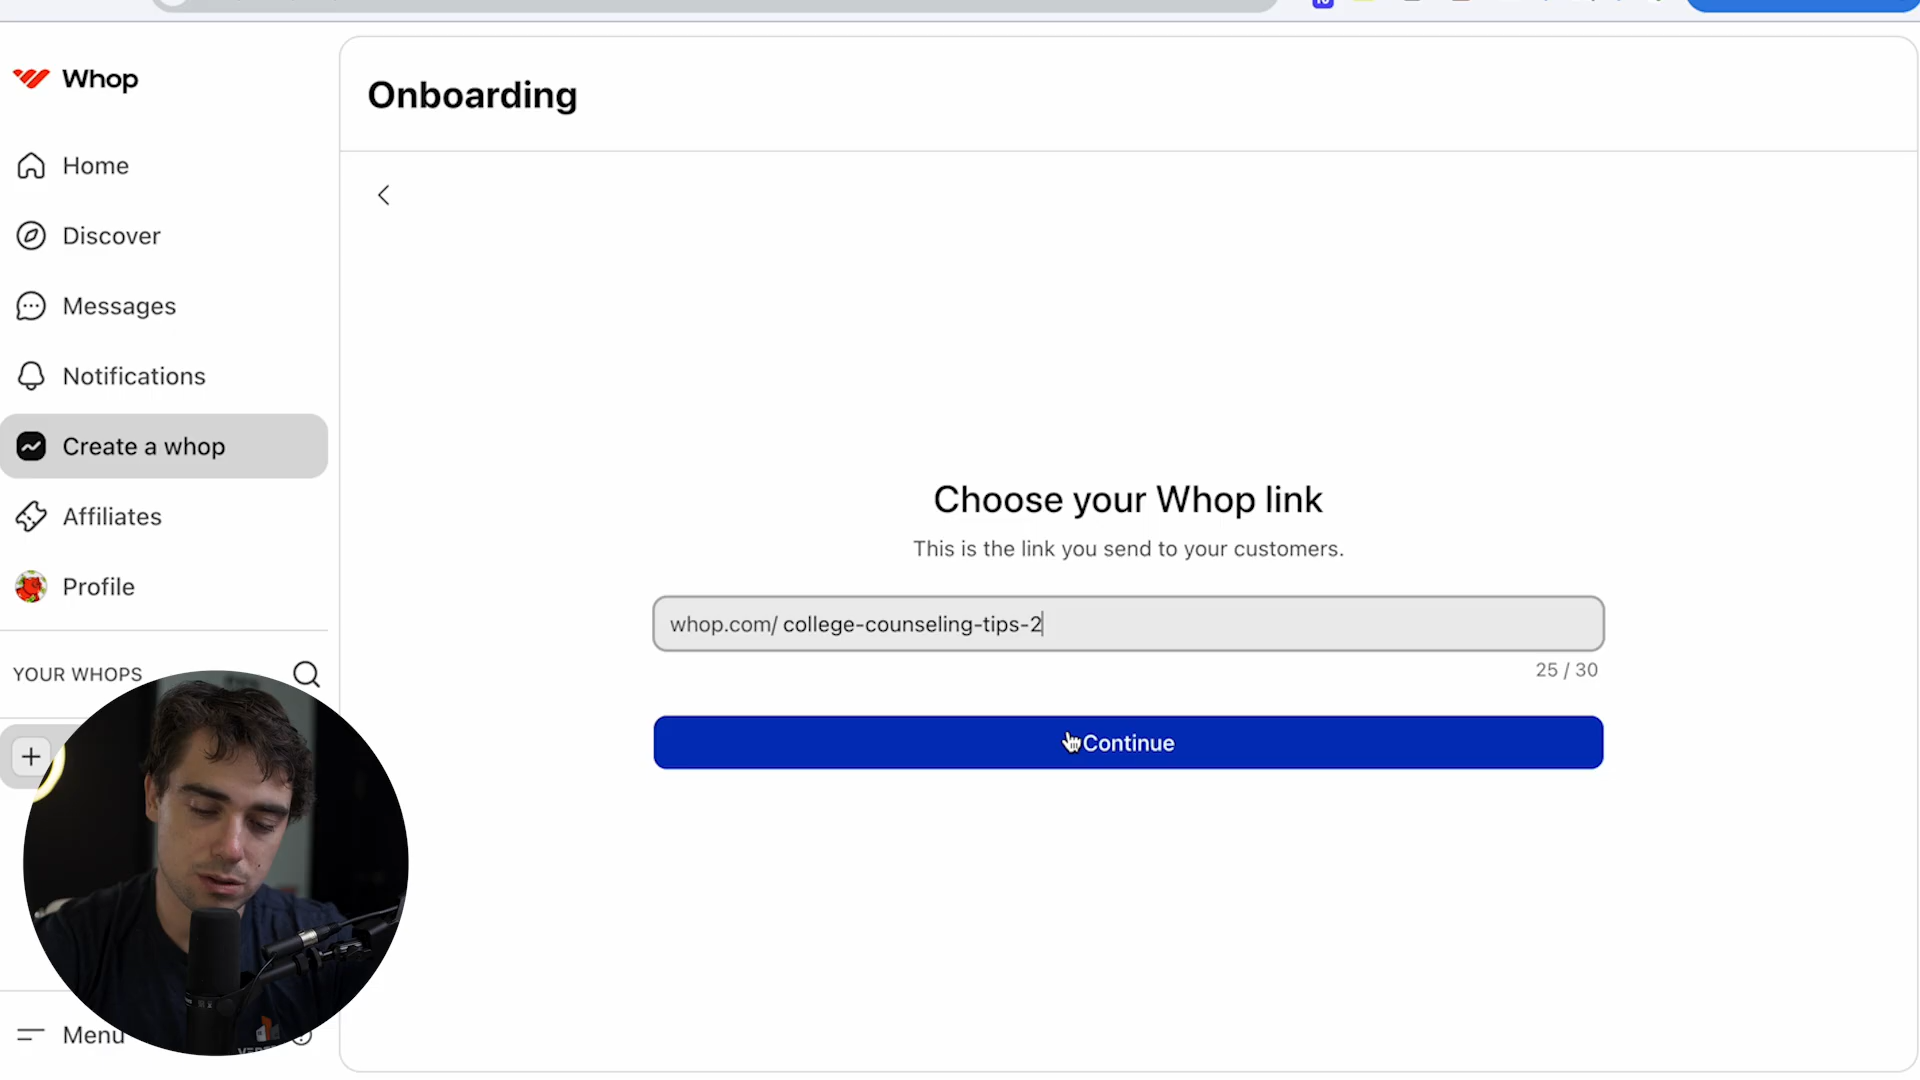 Whop
Onboarding
Home
Discover
Messages
Notifications
Create a whop
Affiliates
Profile
YOUR WHOPS
Choose your Whop link
This is the link you send to your customers.
whop.com/ college-counseling-tips-2
25 / 30
Continue
Menu